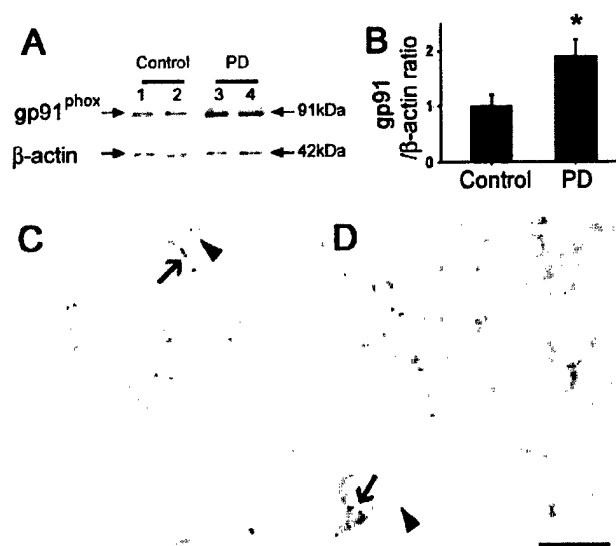 A
Control PD
1 2 3 4
gp91phox 91kDa
β-actin 42kDa
B
gp91
/β-actin ratio
2
1
0
*
Control PD
C
D